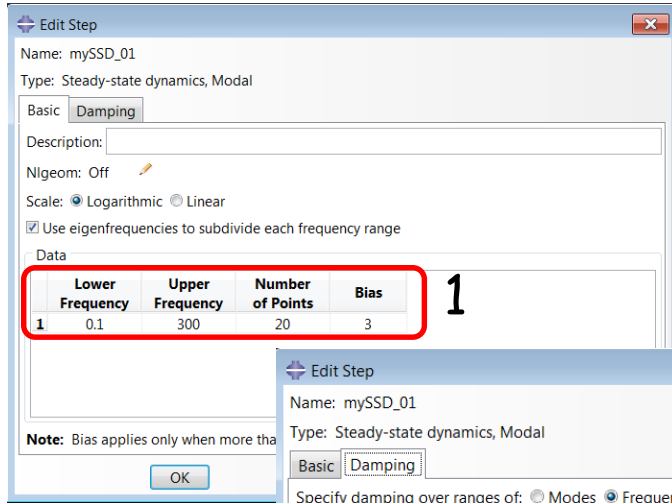 Edit Step
Name: mySSD_01
Type: Steady-state dynamics, Modal
Basic Damping
Description:
Nlgeom: Off
Scale: Logarithmic Linear
Use eigenfrequencies to subdivide each frequency range
Data
Lower Frequency Upper Frequency Number of Points Bias
1 0.1 300 20 3
1
Note: Bias applies only when more tha
OK
Edit Step
Name: mySSD_01
Type: Steady-state dynamics, Modal
Basic Damping
Specify damping over ranges of: Modes Freque